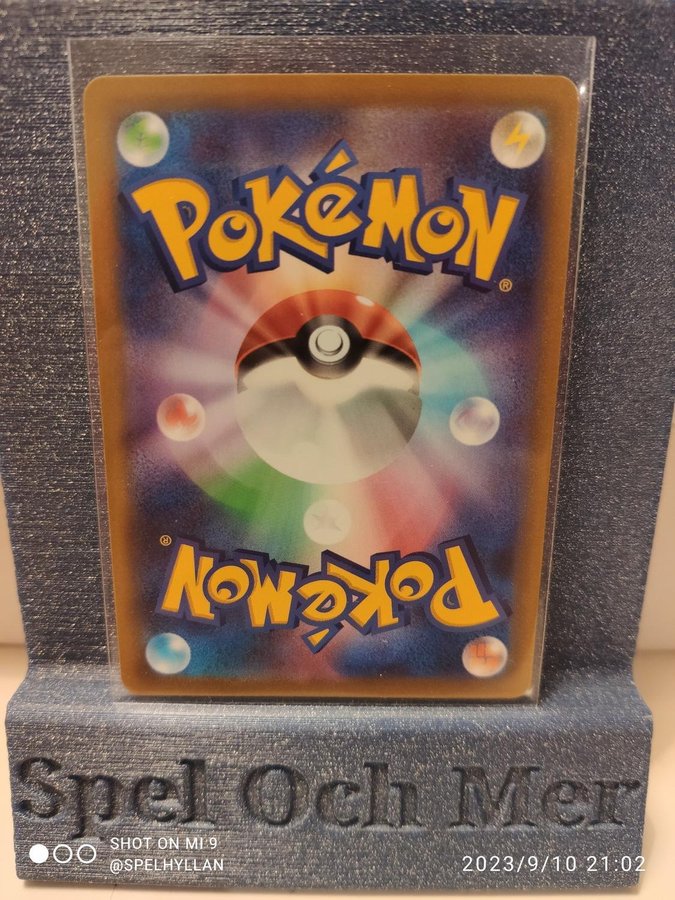 POKéMON
®
®
POKéMON
Spel Och Mer
SHOT ON MI 9
@SPELHYLLAN
2023/9/10 21:02